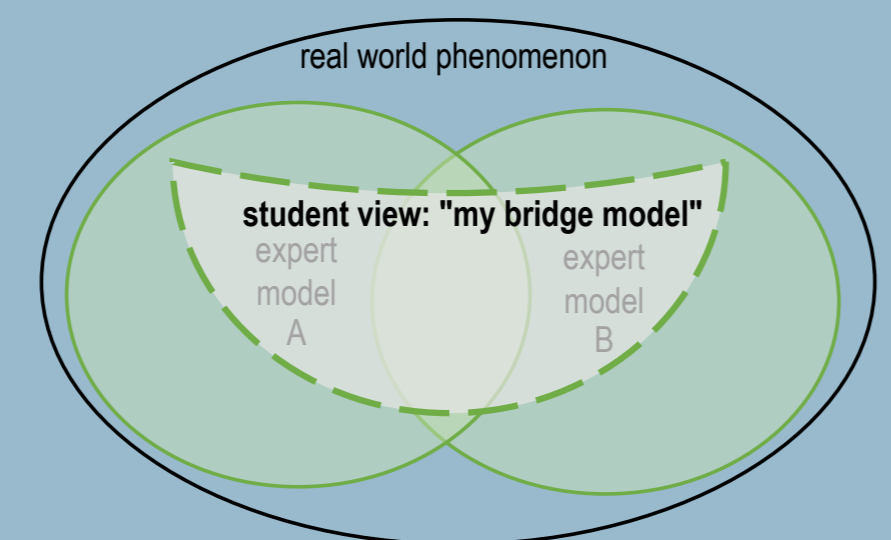 real world phenomenon
student view: "my bridge model"
expert
model
A
expert
model
B